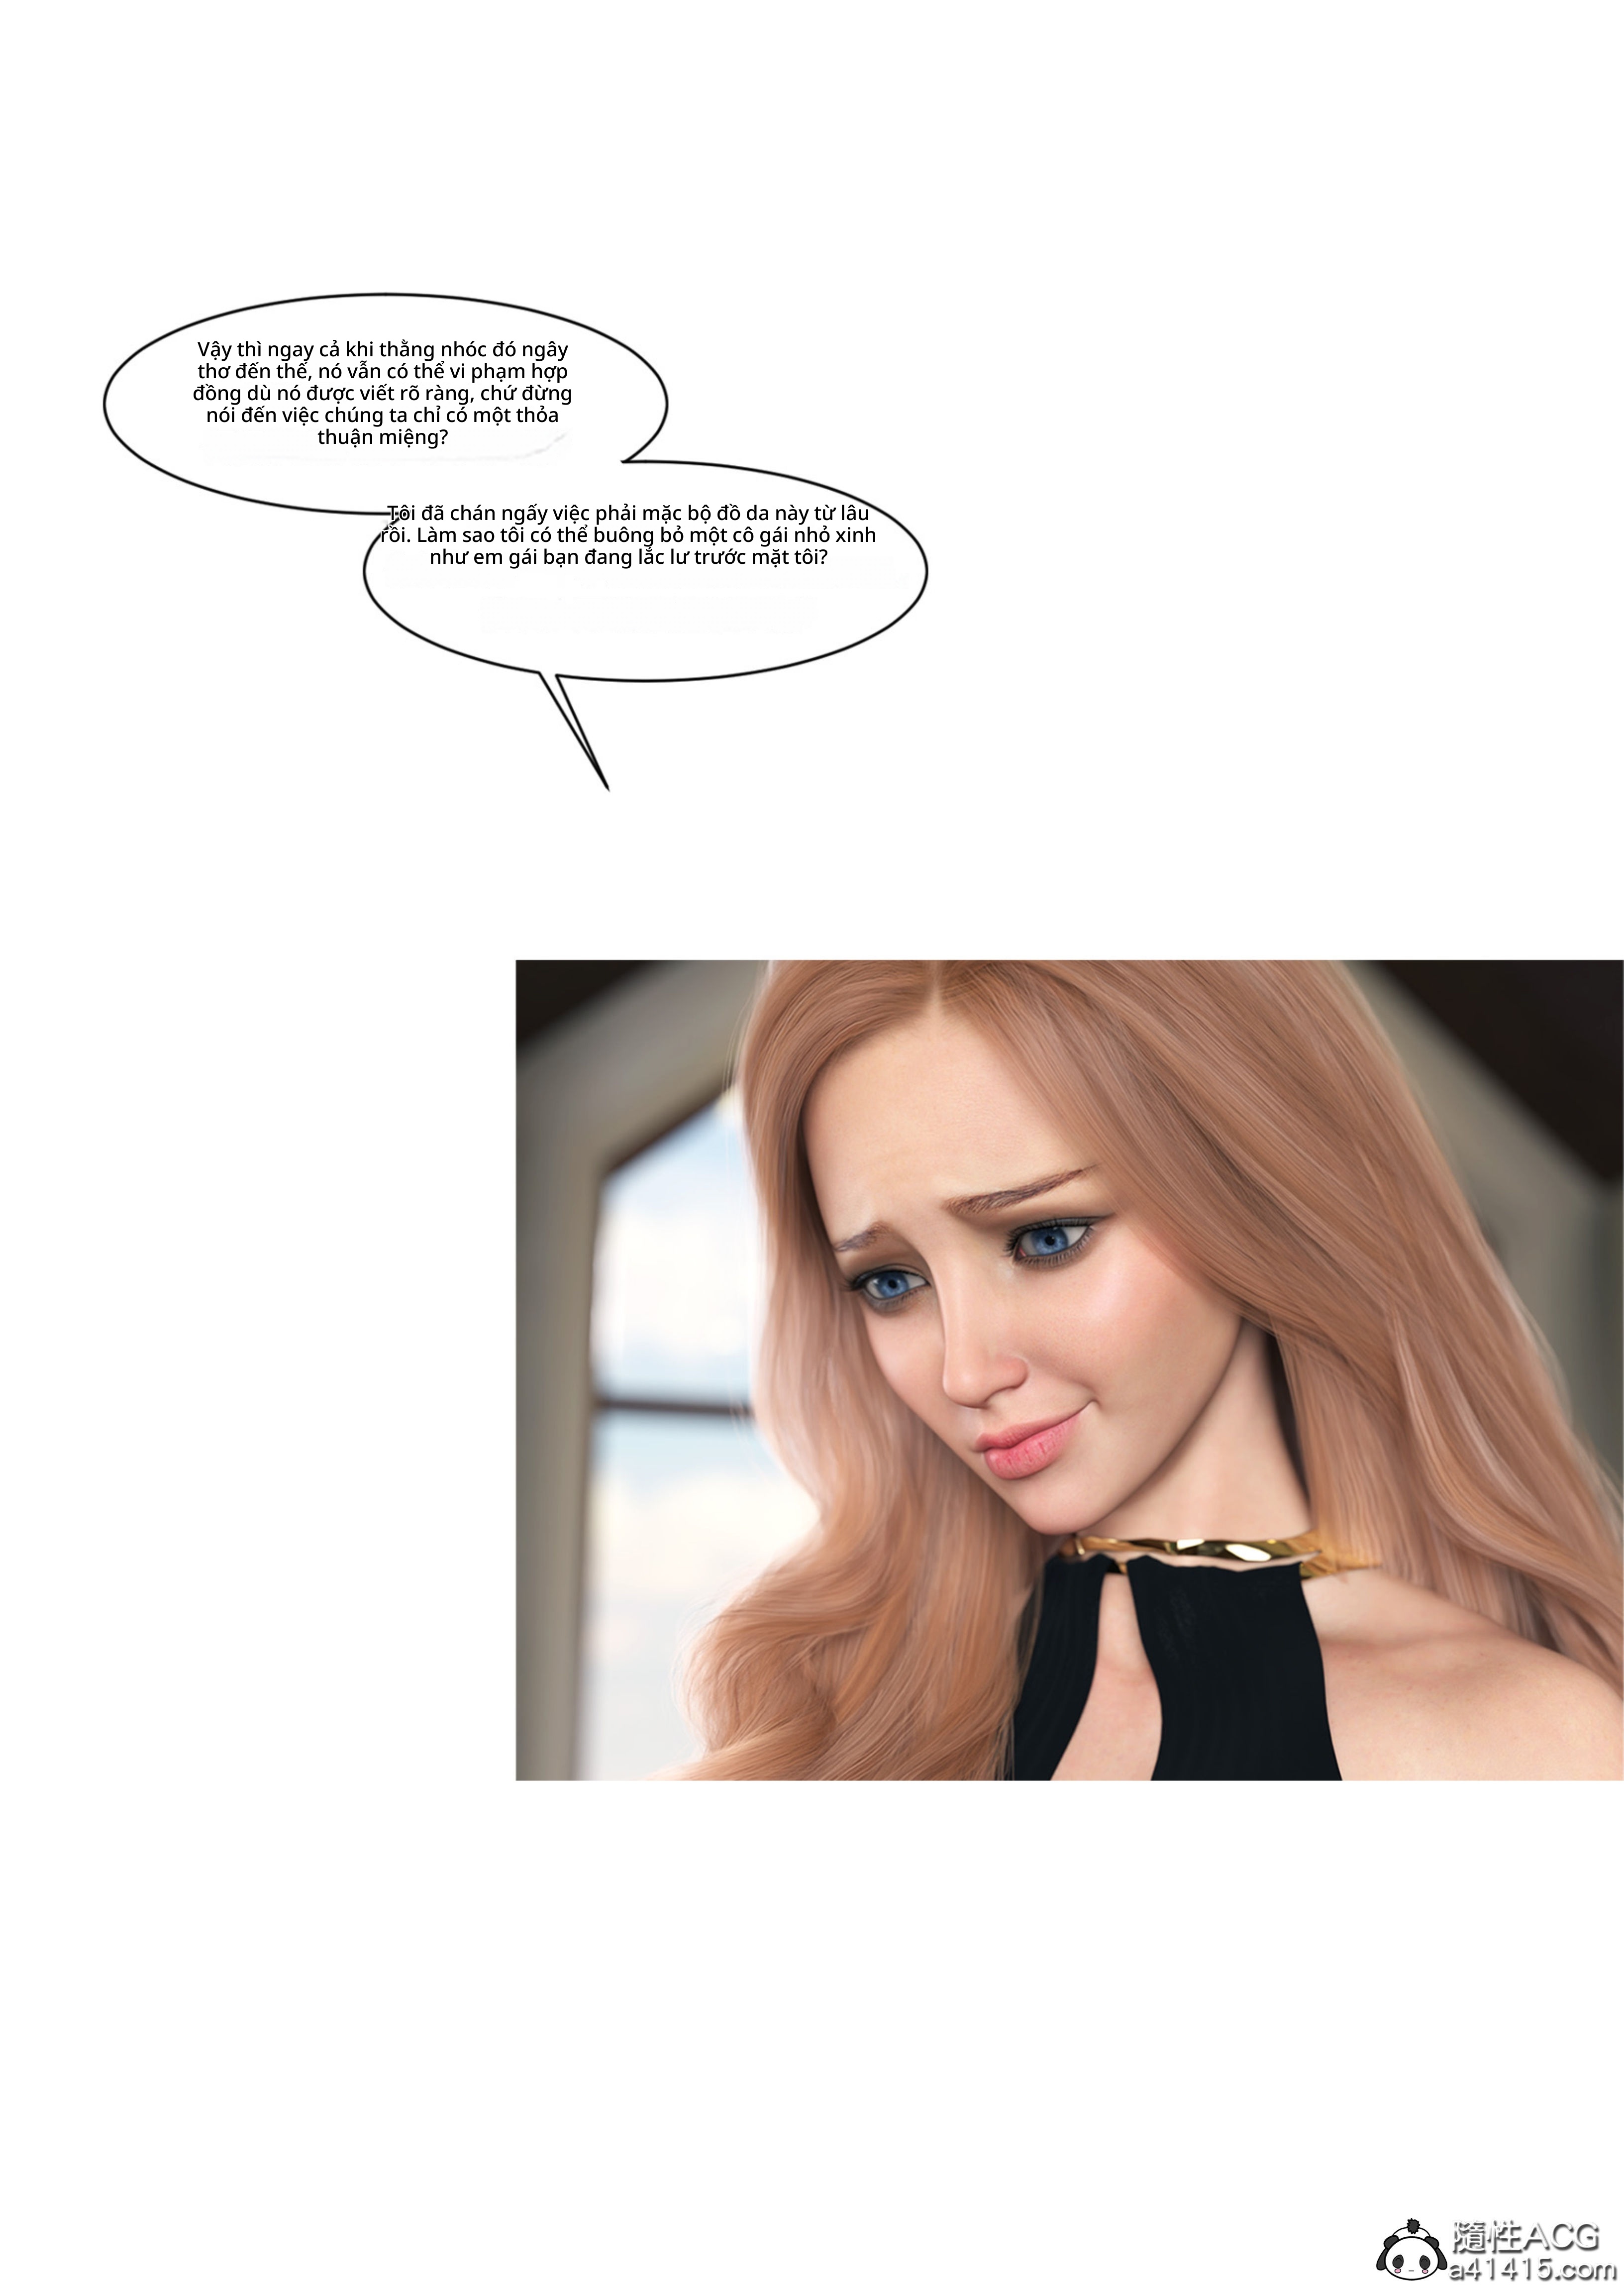 Vậy thì ngay cả khi thằng nhóc đó ngây
thơ đến thế, nó vẫn có thể vi phạm hợp
đồng dù nó được viết rõ ràng, chứ đừng
nói đến việc chúng ta chỉ có một thỏa
thuận miệng?
Tôi đã chán ngấy việc phải mặc bộ đồ da này từ lâu
rồi. Làm sao tôi có thể buông bỏ một cô gái nhỏ xinh
như em gái bạn đang lắc lư trước mặt tôi?
隨性ACG
a41415.com